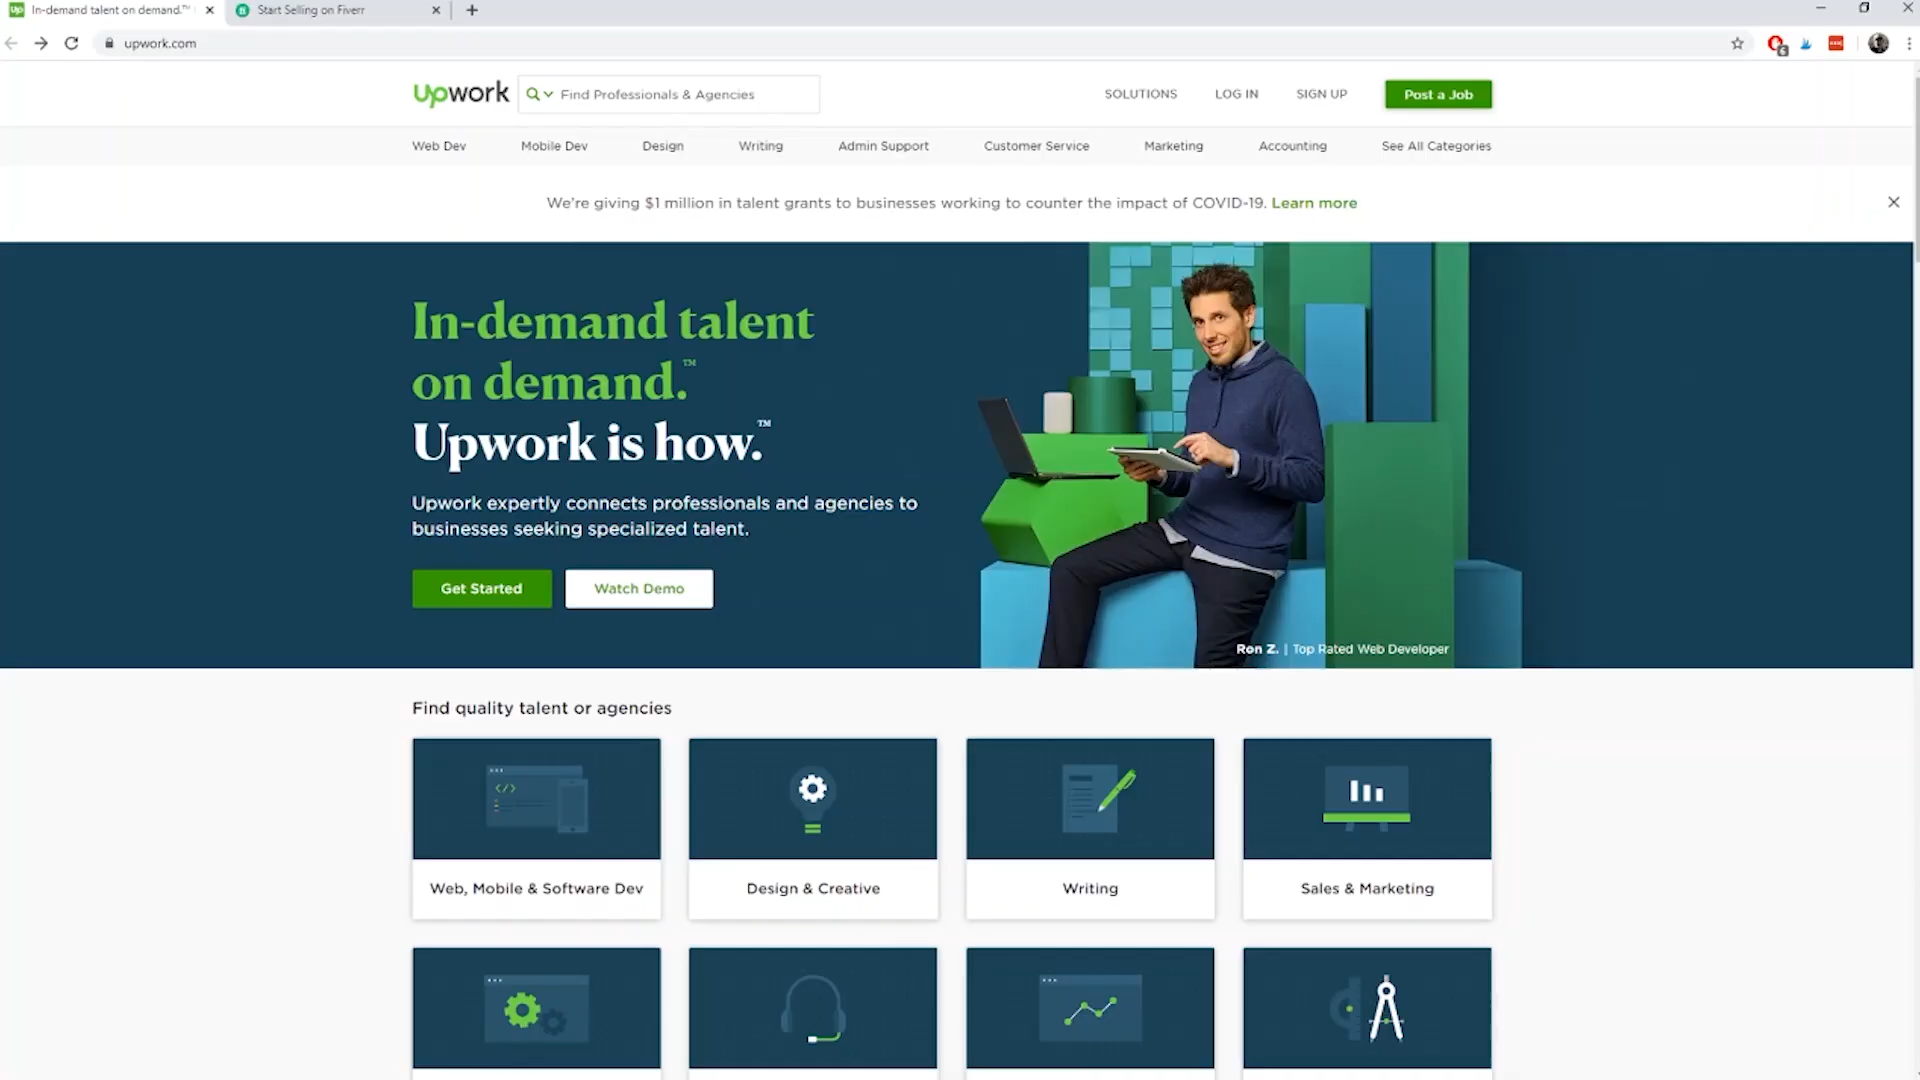 In-demand talent on demand.™
Start Selling on Fiverr
upwork.com
upwork
Find Professionals & Agencies
SOLUTIONS
LOG IN
SIGN UP
Post a Job
Web Dev
Mobile Dev
Design
Writing
Admin Support
Customer Service
Marketing
Accounting
See All Categories
We're giving $1 million in talent grants to businesses working to counter the impact of COVID-19. Learn more
In-demand talent
on demand.™
Upwork is how.™
Upwork expertly connects professionals and agencies to
businesses seeking specialized talent.
Get Started
Watch Demo
Ron Z. | Top Rated Web Developer
Find quality talent or agencies
Web, Mobile & Software Dev
Design & Creative
Writing
Sales & Marketing